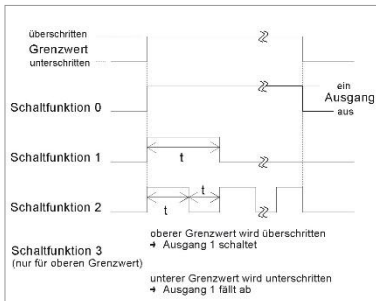 überschritten
Grenzwert
unterschritten
ein
Ausgang
aus
Schaltfunktion 0
Schaltfunktion 1
t
Schaltfunktion 2
t t
Schaltfunktion 3
(nur für oberen Grenzwert)
oberer Grenzwert wird überschritten
→ Ausgang 1 schaltet
unterer Grenzwert wird unterschritten
→ Ausgang 1 fällt ab